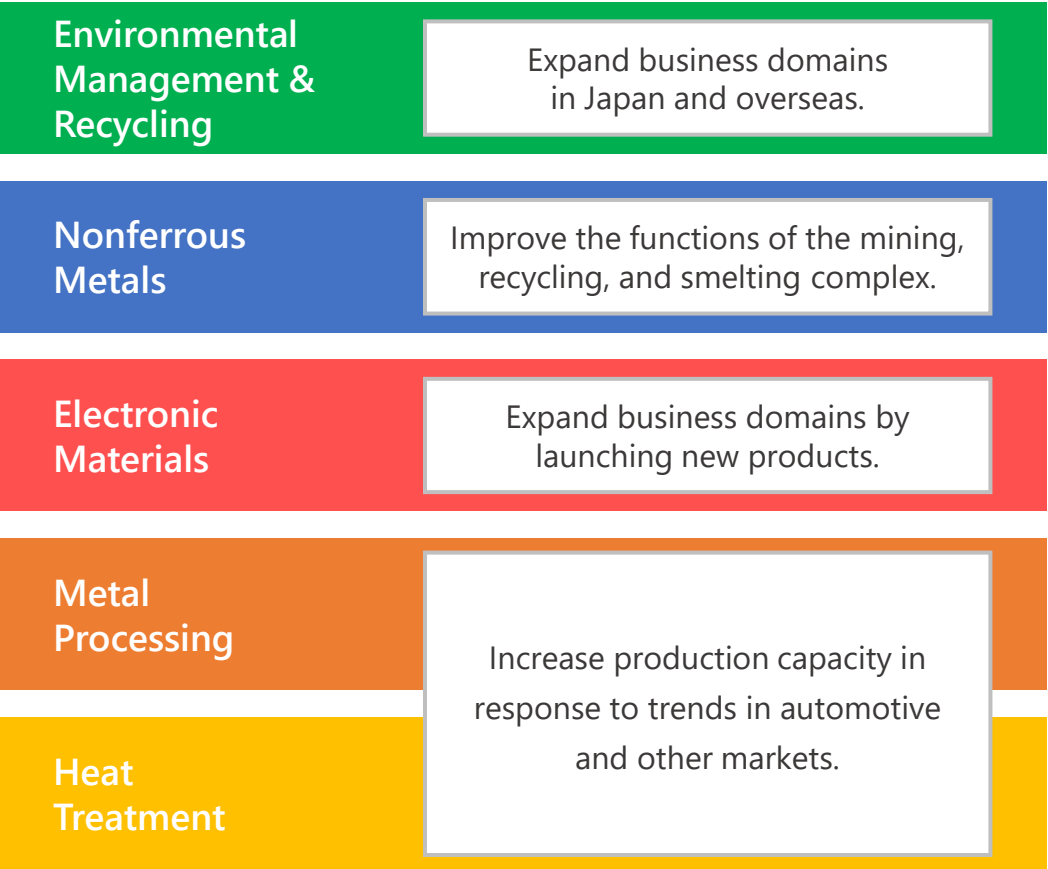 Environmental
Management &
Recycling
Expand business domains
in Japan and overseas.
Nonferrous
Metals
Improve the functions of the mining,
recycling, and smelting complex.
Electronic
Materials
Expand business domains by
launching new products.
Metal
Processing
Heat
Treatment
Increase production capacity in
response to trends in automotive
and other markets.